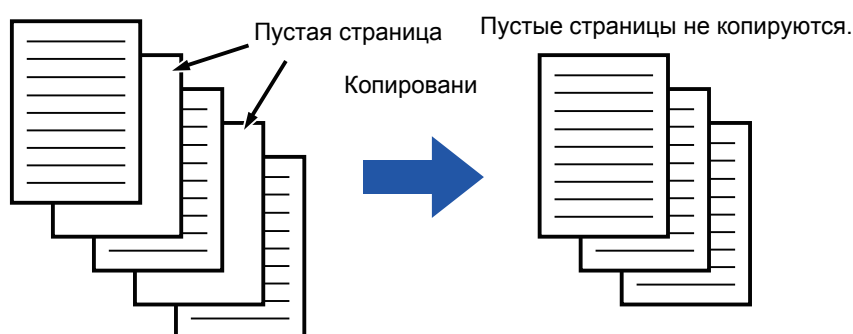 Пустая страница
Пустые страницы не копируются.
Копировани